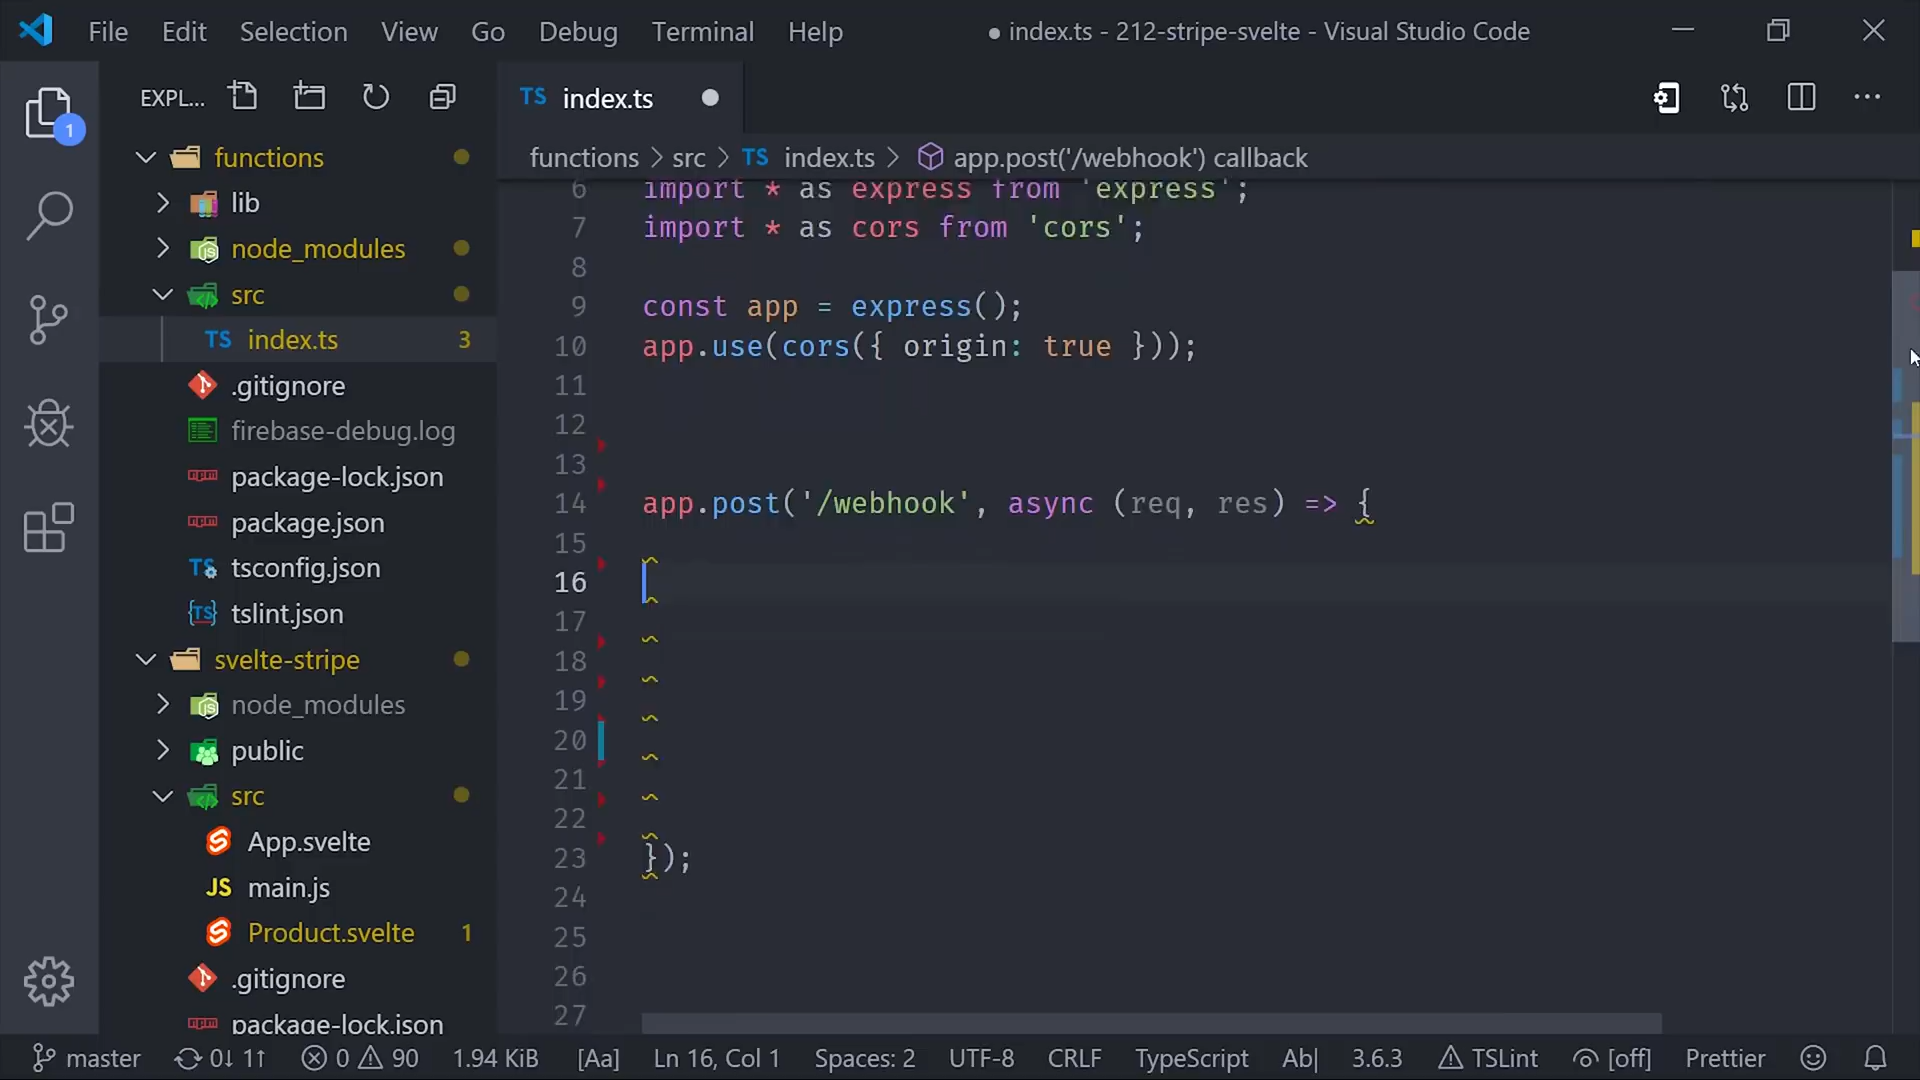 File Edit Selection View Go Debug Terminal Help
● index.ts - 212-stripe-svelte - Visual Studio Code
EXPL...
TS index.ts
1
functions > src > TS index.ts > app.post('/webhook') callback
functions
lib
node_modules
src
TS index.ts 3
.gitignore
firebase-debug.log
package-lock.json
package.json
tsconfig.json
tslint.json
svelte-stripe
node_modules
public
src
App.svelte
JS main.js
Product.svelte 1
.gitignore
package-lock.json
6 import * as express from 'express';
7 import * as cors from 'cors';
8
9 const app = express();
10 app.use(cors({ origin: true }));
11
12
13
14 app.post('/webhook', async (req, res) => {
15
16
17
18
19
20
21
22
23 });
24
25
26
27
master 0↓ 1↑ 0 90 1.94 KiB [Aa] Ln 16, Col 1 Spaces: 2 UTF-8 CRLF TypeScript Ab| 3.6.3 TSLint [off] Prettier